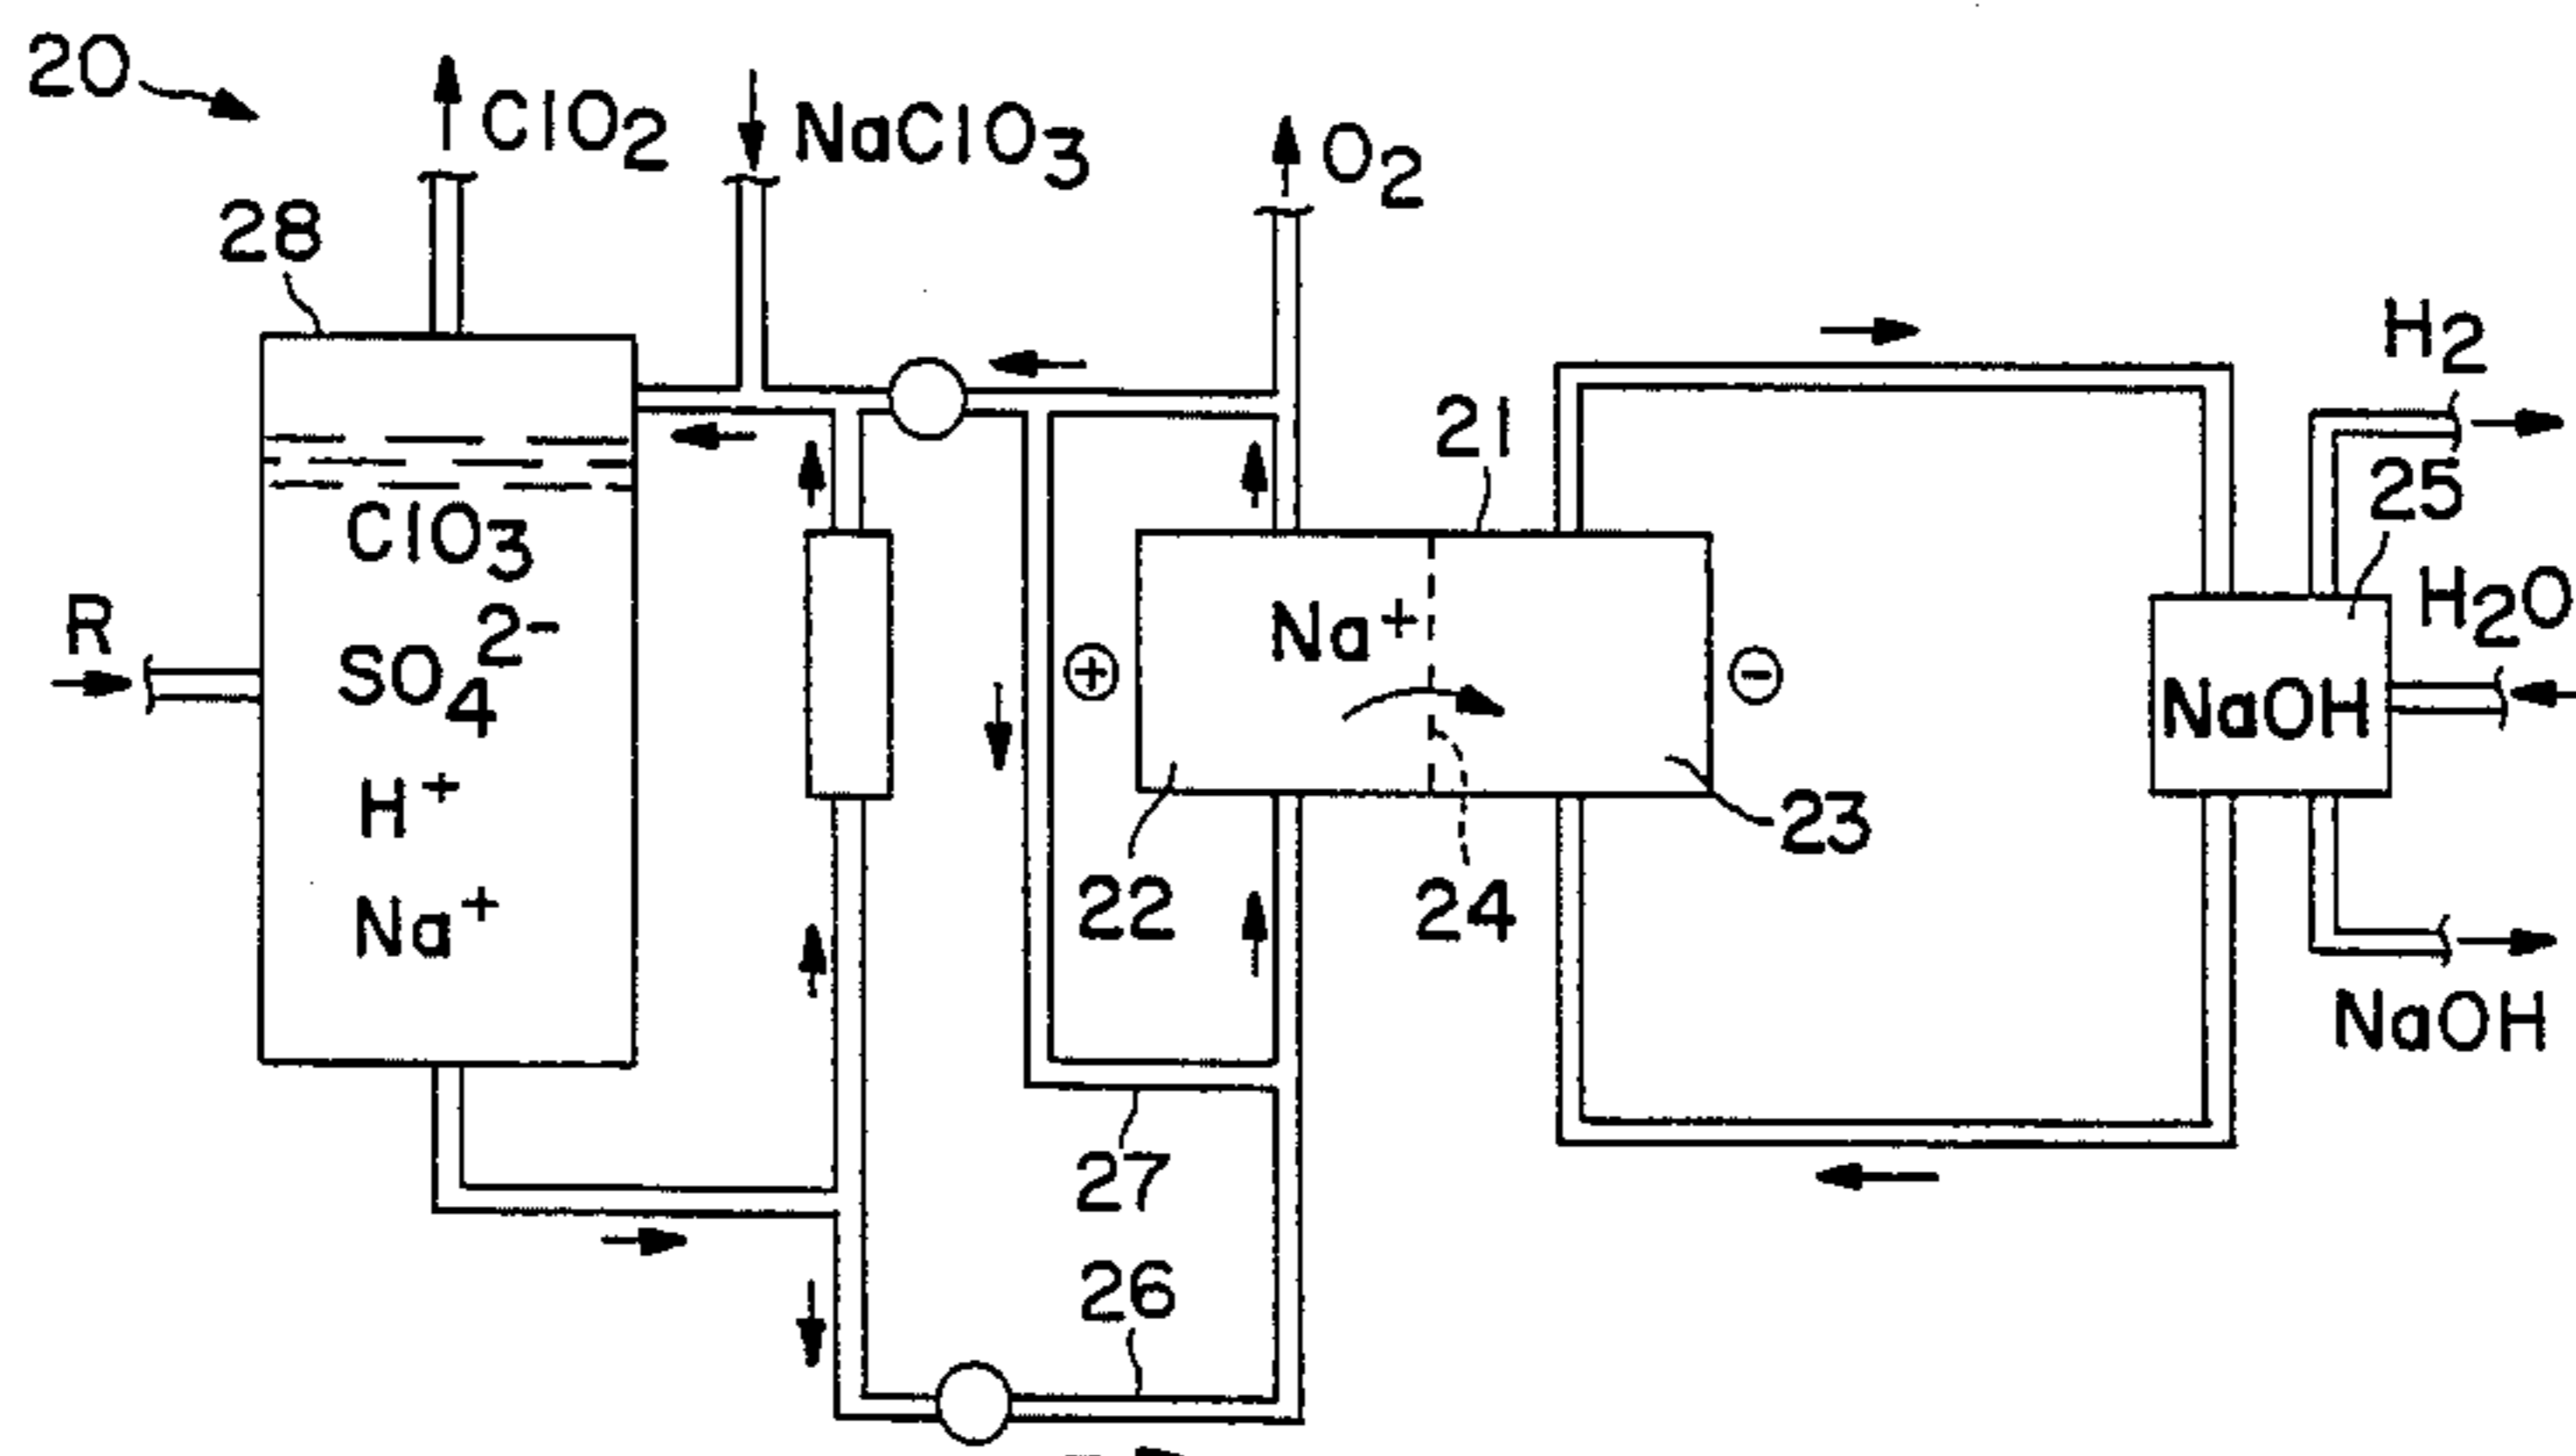 20
ClO2
NaClO3
O2
28
H2
21
25
ClO3
H2O
R
SO4 2-
Na+
+
-
NaOH
H+
23
22
24
Na+
NaOH
27
26